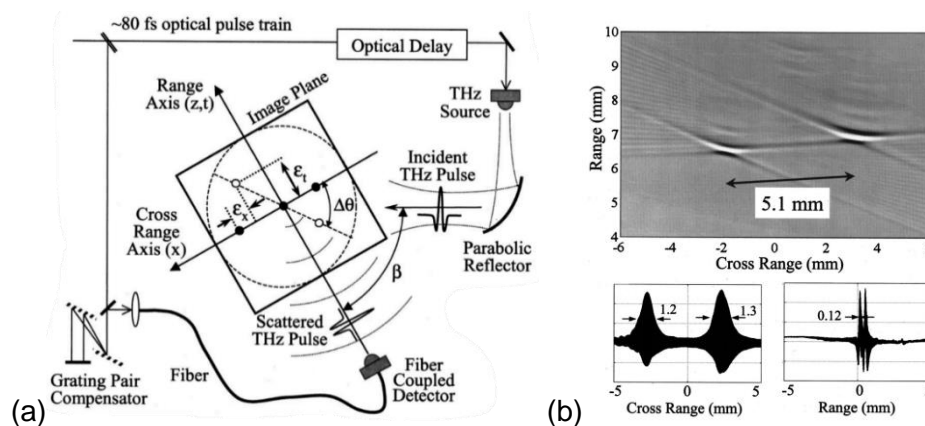 ~80 fs optical pulse train
Optical Delay
Range
Axis (z,t)
Image Plane
THz
Source
Incident
THz Pulse
εt
εx
Δθ
Cross
Range
Axis (x)
β
Parabolic
Reflector
Scattered
THz Pulse
Grating Pair
Compensator
Fiber
Fiber
Coupled
Detector
(a)
10
9
8
7
6
5
4
Range (mm)
5.1 mm
-6 -4 -2 0 2 4
Cross Range (mm)
1.2
1.3
-5 0 5
Cross Range (mm)
0.12
-5 0 5
Range (mm)
(b)